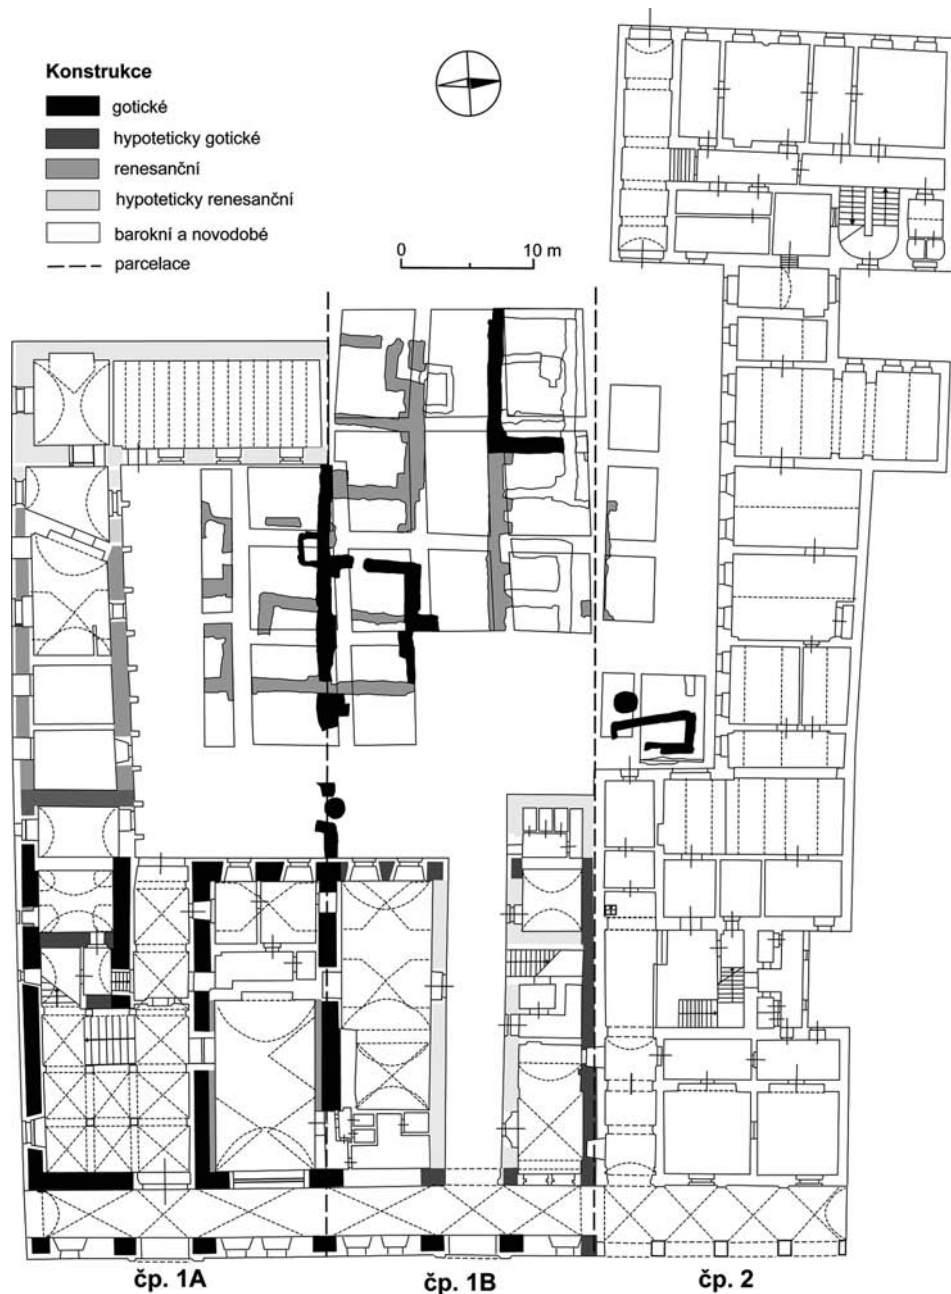 Konstrukce
gotické
hypoteticky gotické
renesanční
hypoteticky renesanční
barokní a novodobé
parcelace
0 10 m
čp. 1A čp. 1B čp. 2